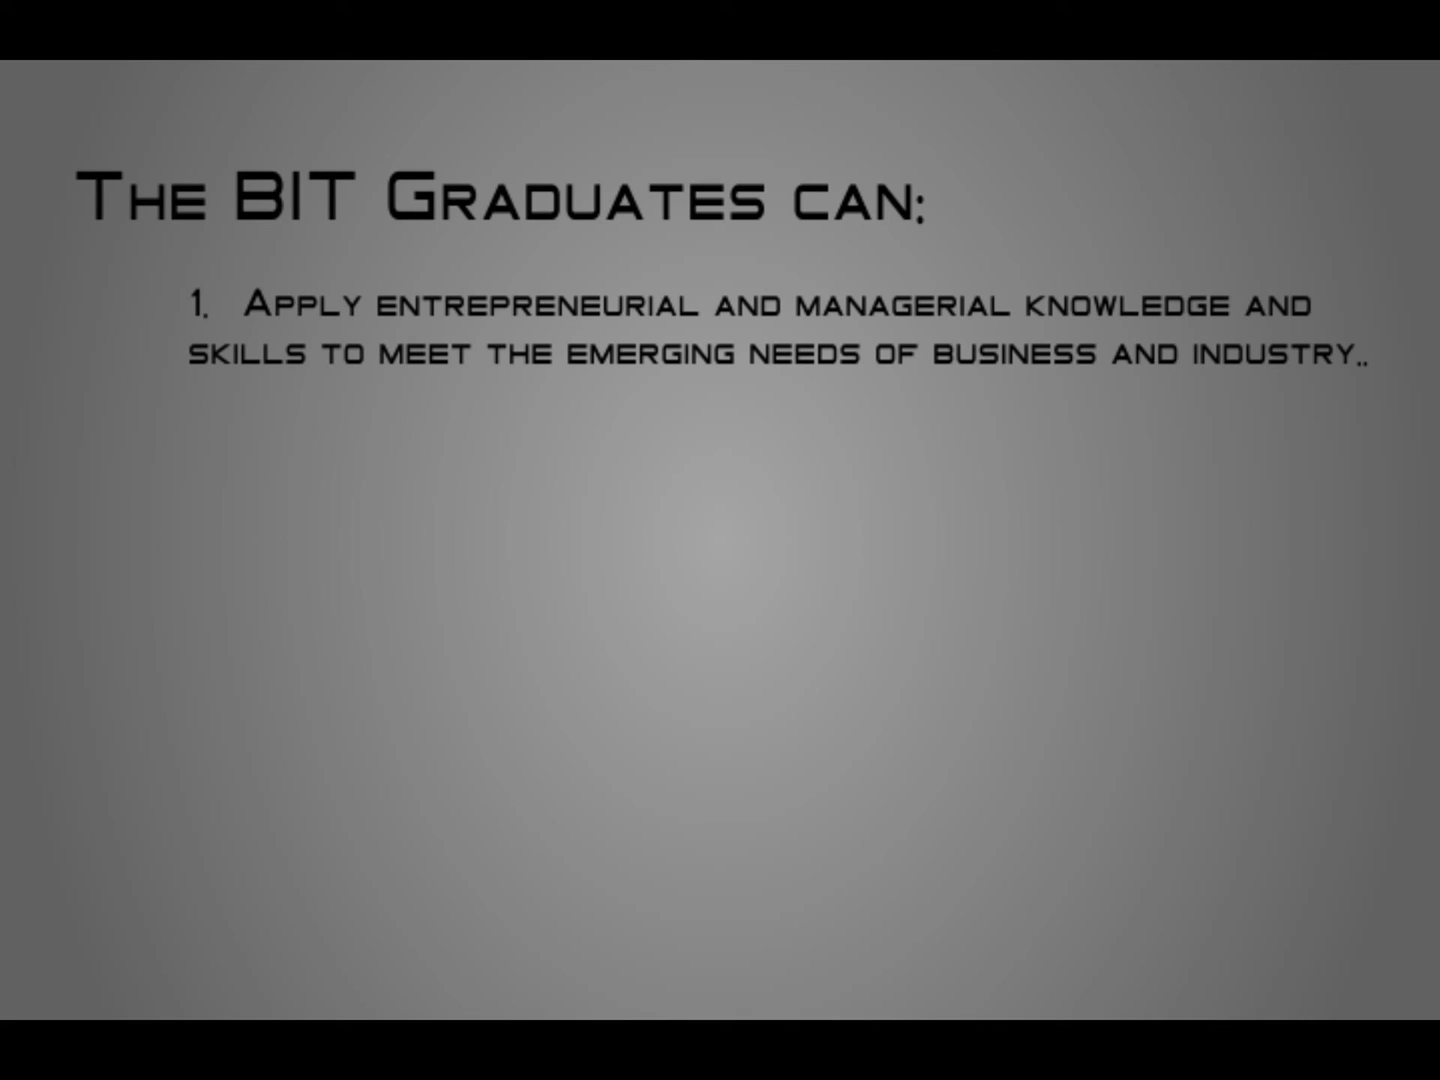 The BIT Graduates can:
1. Apply entrepreneurial and managerial knowledge and
skills to meet the emerging needs of business and industry..